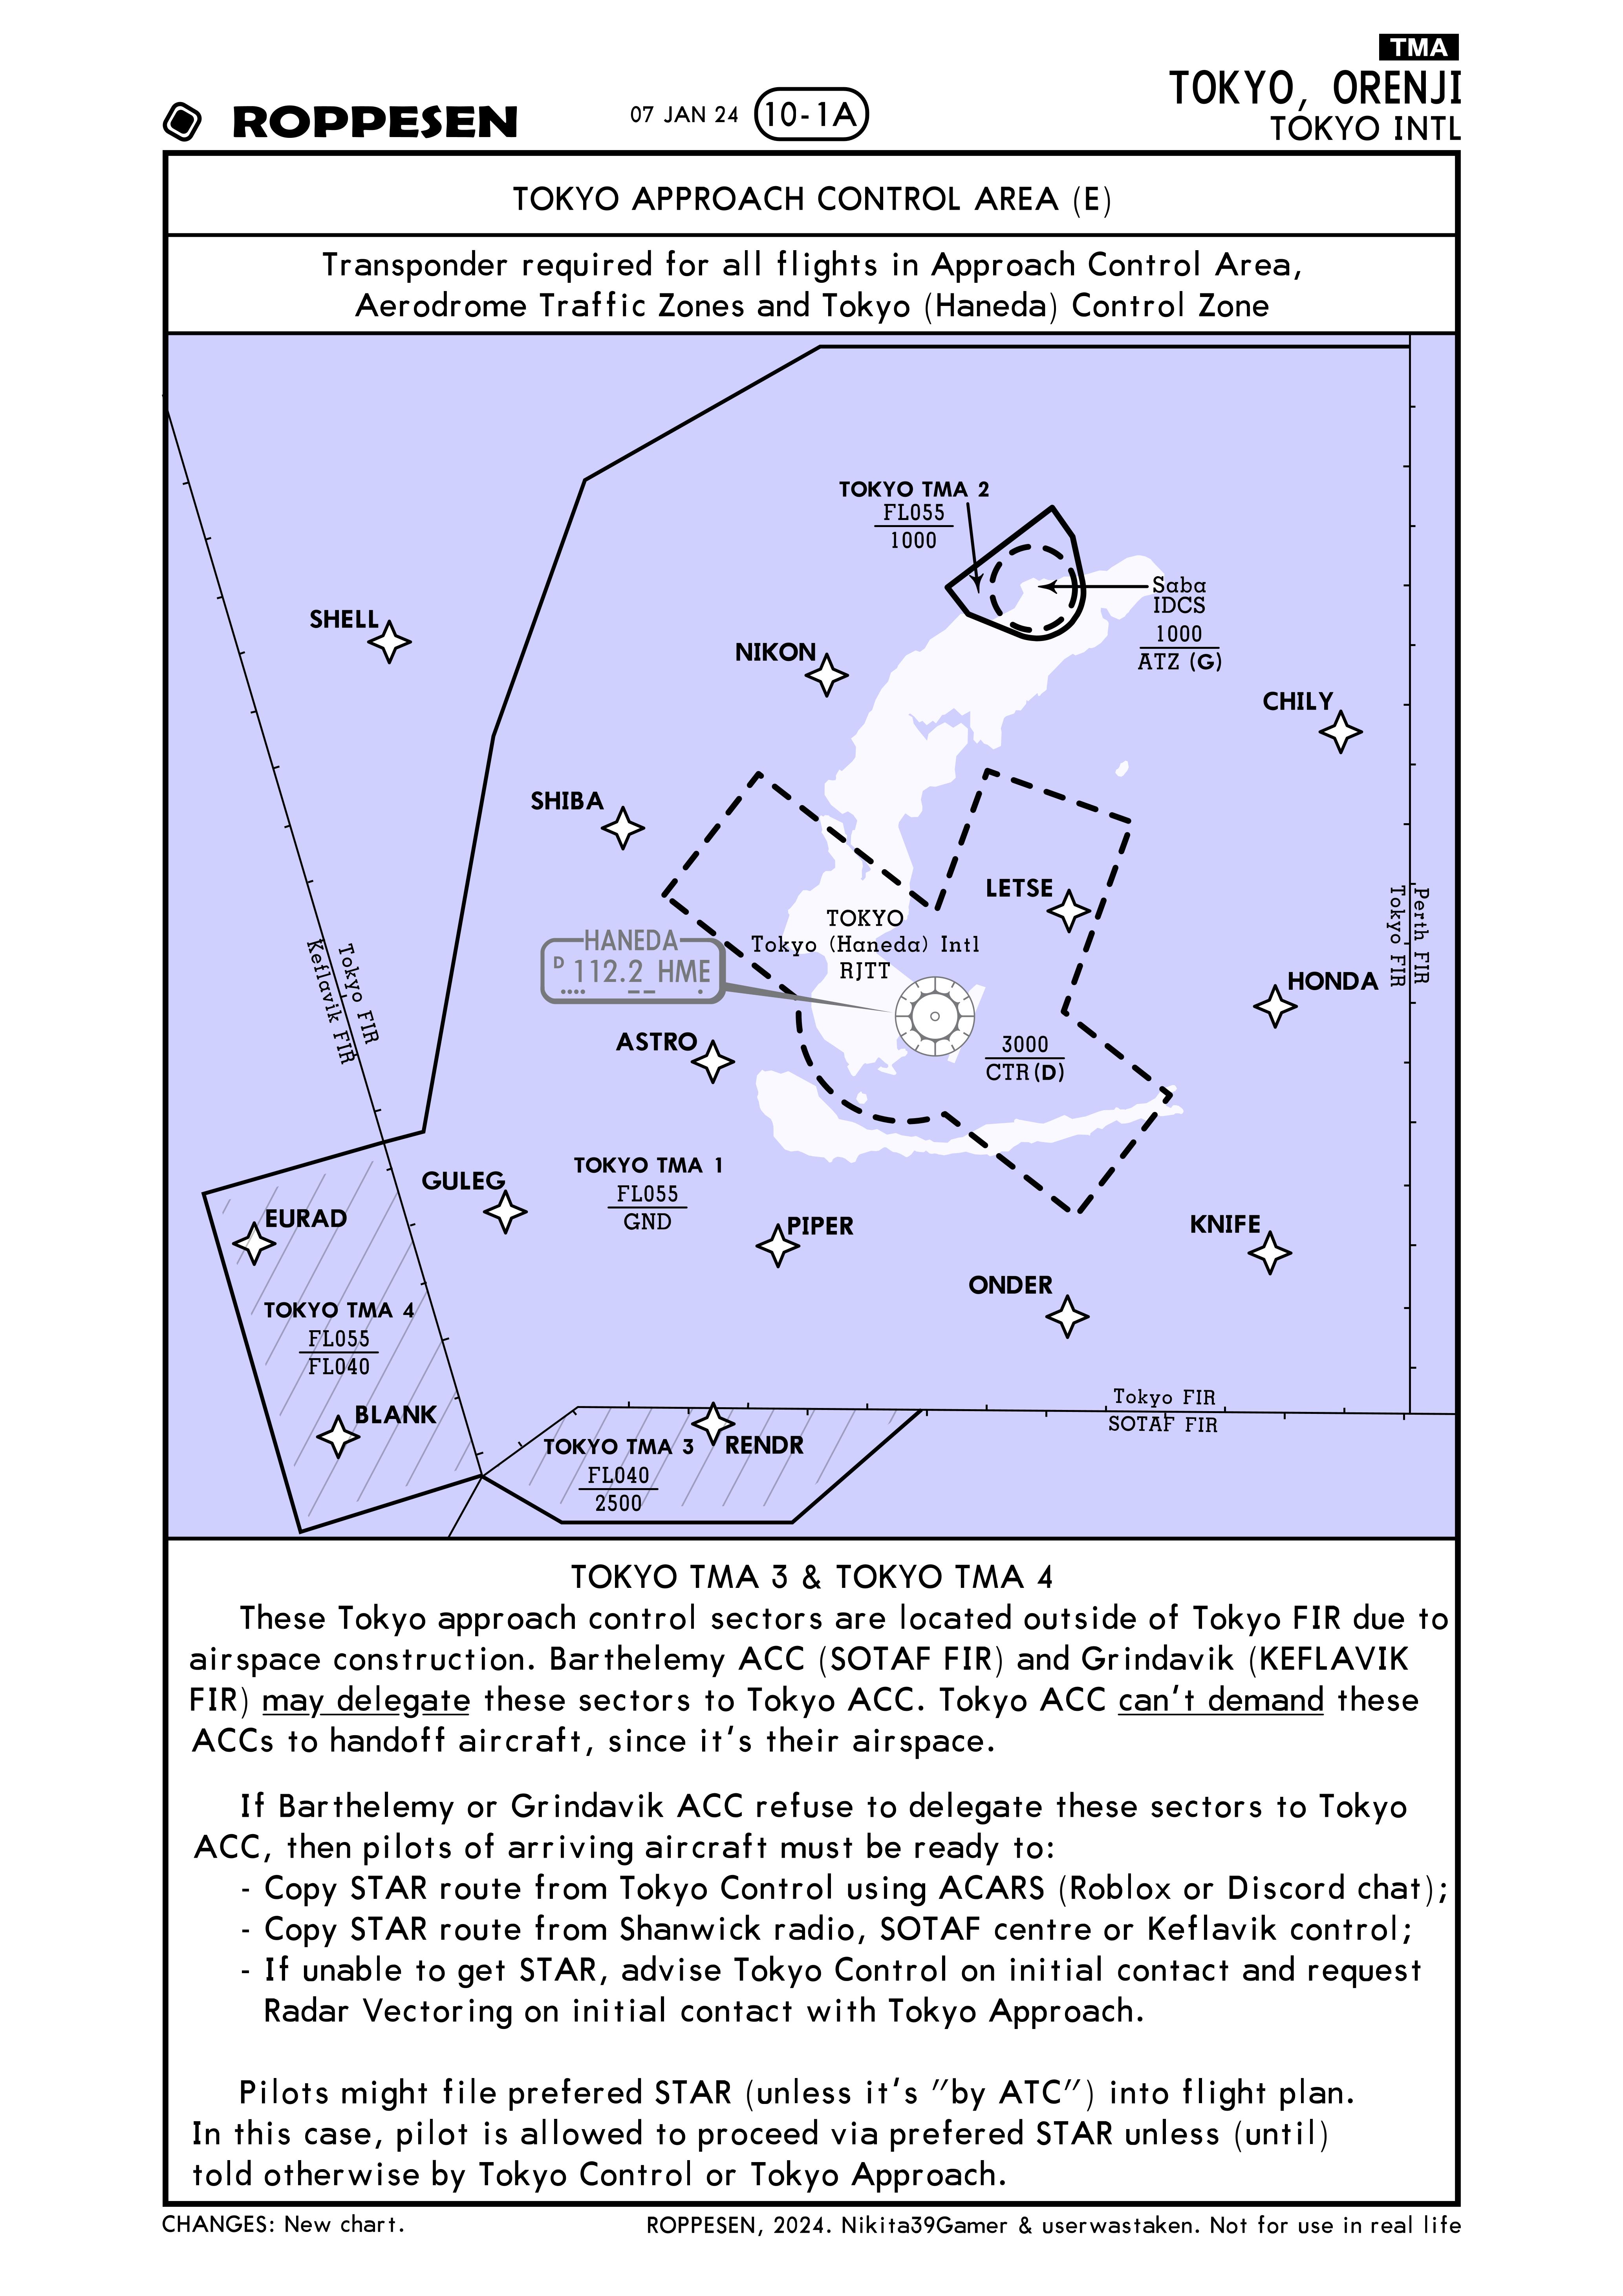 TMA
TOKYO, ORENJI
TOKYO INTL
ROPPESEN
07 JAN 24
10-1A
TOKYO APPROACH CONTROL AREA (E)
Transponder required for all flights in Approach Control Area,
Aerodrome Traffic Zones and Tokyo (Haneda) Control Zone
TOKYO TMA 2
FL055
1000
Saba
IDCS
1000
ATZ (G)
SHELL
NIKON
CHILY
SHIBA
LETSE
TOKYO
Tokyo (Haneda) Intl
RJTT
HANEDA
D 112.2 HME
.... -- .
Perth FIR
Tokyo FIR
HONDA
Tokyo FIR
Keflavik FIR
ASTRO
3000
CTR(D)
TOKYO TMA 1
FL055
GND
GULEG
EURAD
PIPER
KNIFE
ONDER
TOKYO TMA 4
FL055
FL040
BLANK
Tokyo FIR
SOTAF FIR
TOKYO TMA 3
FL040
2500
RENDR
TOKYO TMA 3 & TOKYO TMA 4
These Tokyo approach control sectors are located outside of Tokyo FIR due to
airspace construction. Barthelemy ACC (SOTAF FIR) and Grindavik (KEFLAVIK
FIR) may delegate these sectors to Tokyo ACC. Tokyo ACC can't demand these
ACCs to handoff aircraft, since it's their airspace.
If Barthelemy or Grindavik ACC refuse to delegate these sectors to Tokyo
ACC, then pilots of arriving aircraft must be ready to:
- Copy STAR route from Tokyo Control using ACARS (Roblox or Discord chat);
- Copy STAR route from Shanwick radio, SOTAF centre or Keflavik control;
- If unable to get STAR, advise Tokyo Control on initial contact and request
Radar Vectoring on initial contact with Tokyo Approach.
Pilots might file prefered STAR (unless it's "by ATC") into flight plan.
In this case, pilot is allowed to proceed via prefered STAR unless (until)
told otherwise by Tokyo Control or Tokyo Approach.
CHANGES: New chart.
ROPPESEN, 2024. Nikita39Gamer & userwastaken. Not for use in real life